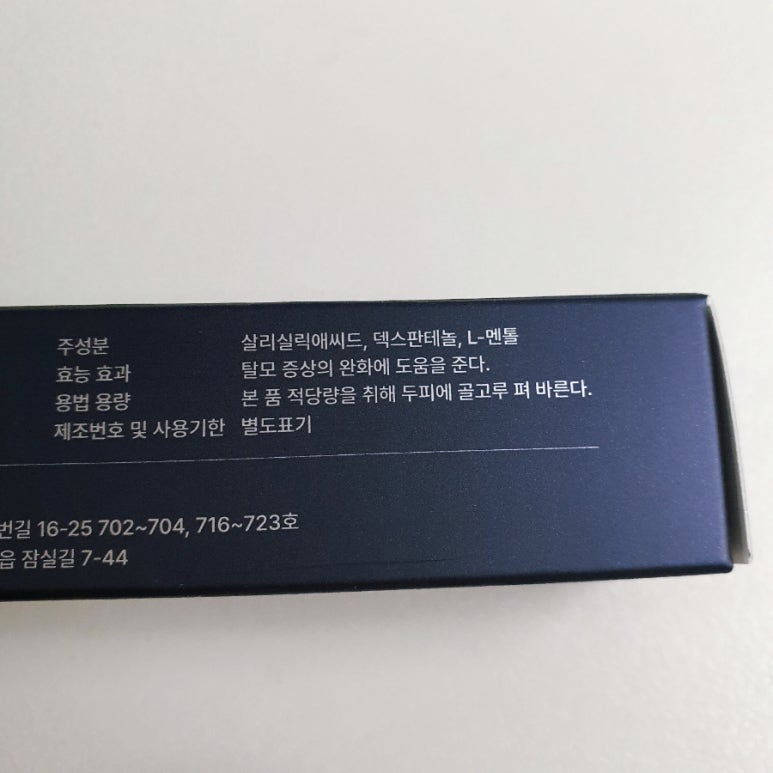 주성분 살리실릭애씨드, 덱스판테놀, L-멘톨
효능 효과 탈모 증상의 완화에 도움을 준다.
용법 용량 본 품 적당량을 취해 두피에 골고루 펴 바른다.
제조번호 및 사용기한 별도표기
번길 16-25 702~704, 716~723호
읍 잠실길 7-44